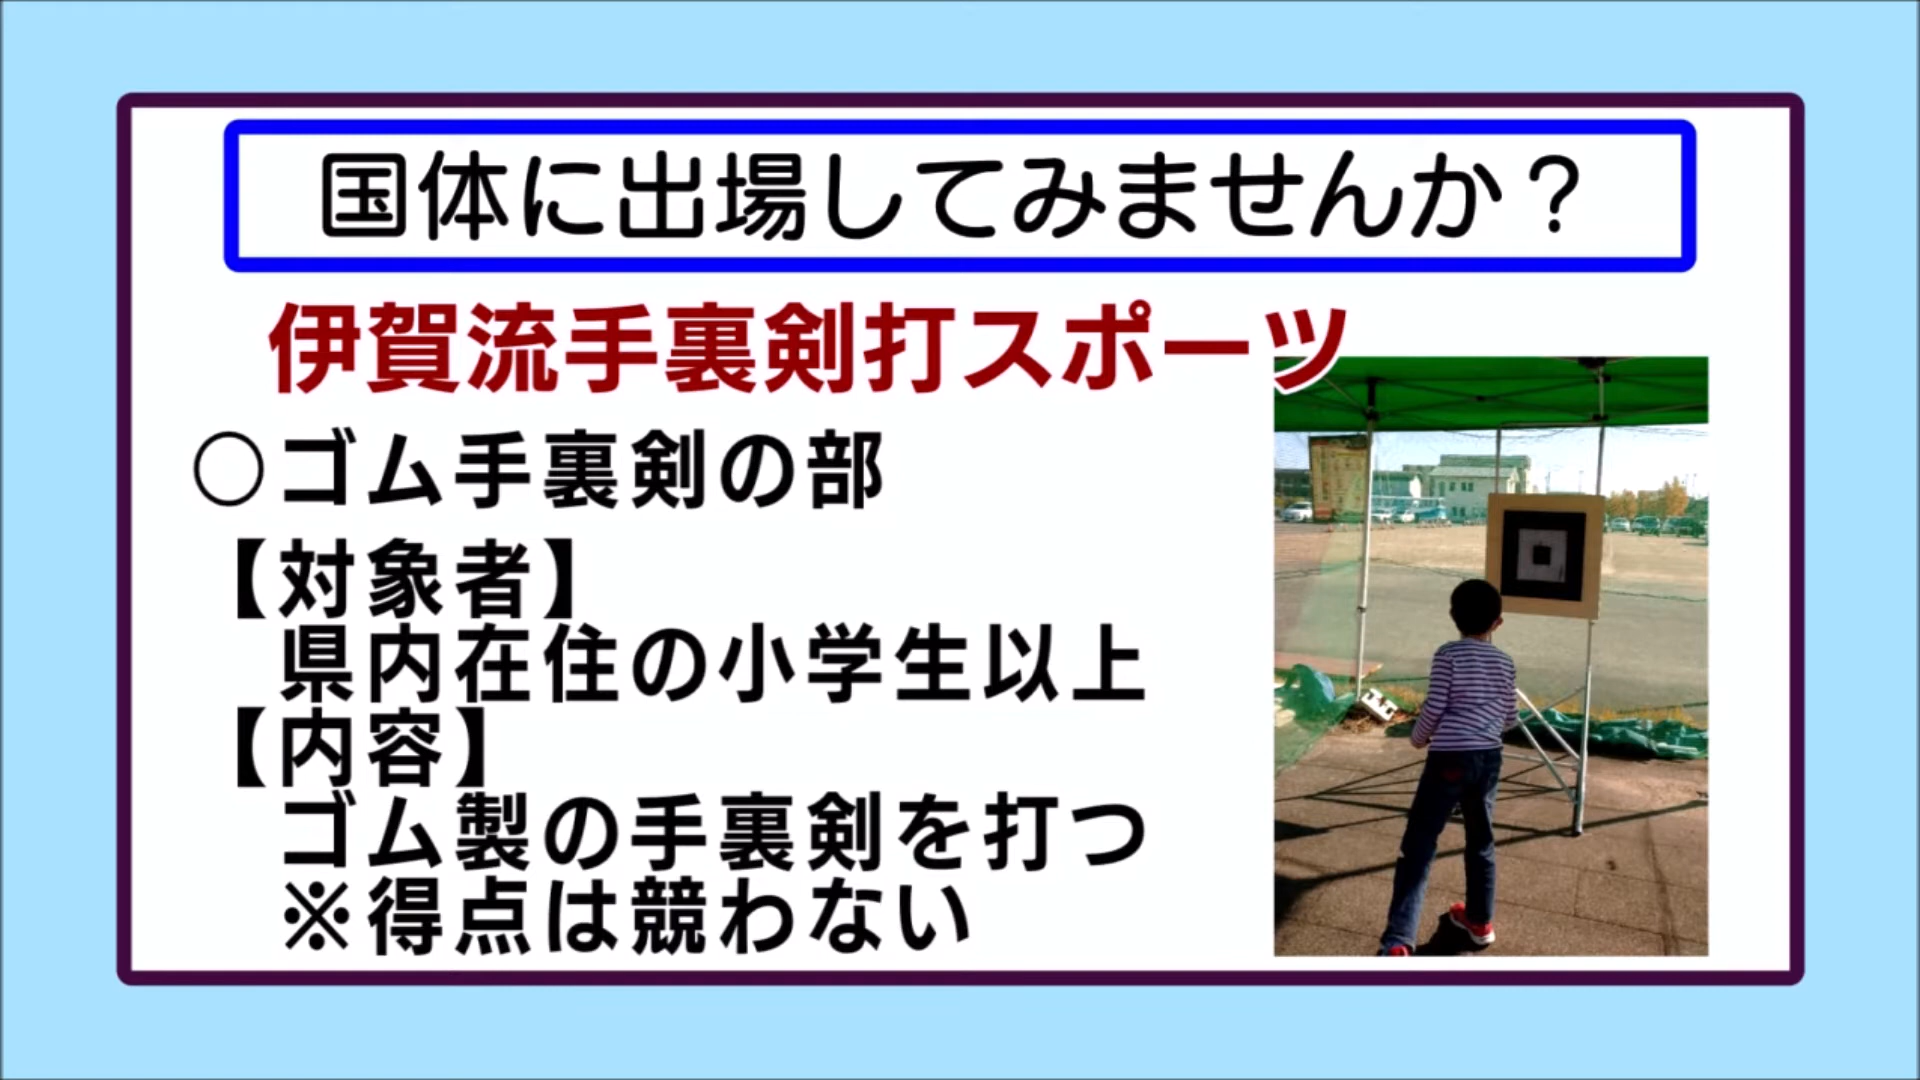 国体に出場してみませんか？
伊賀流手裏剣打スポーツ
○ゴム手裏剣の部
【対象者】
県内在住の小学生以上
【内容】
ゴム製の手裏剣を打つ
※得点は競わない